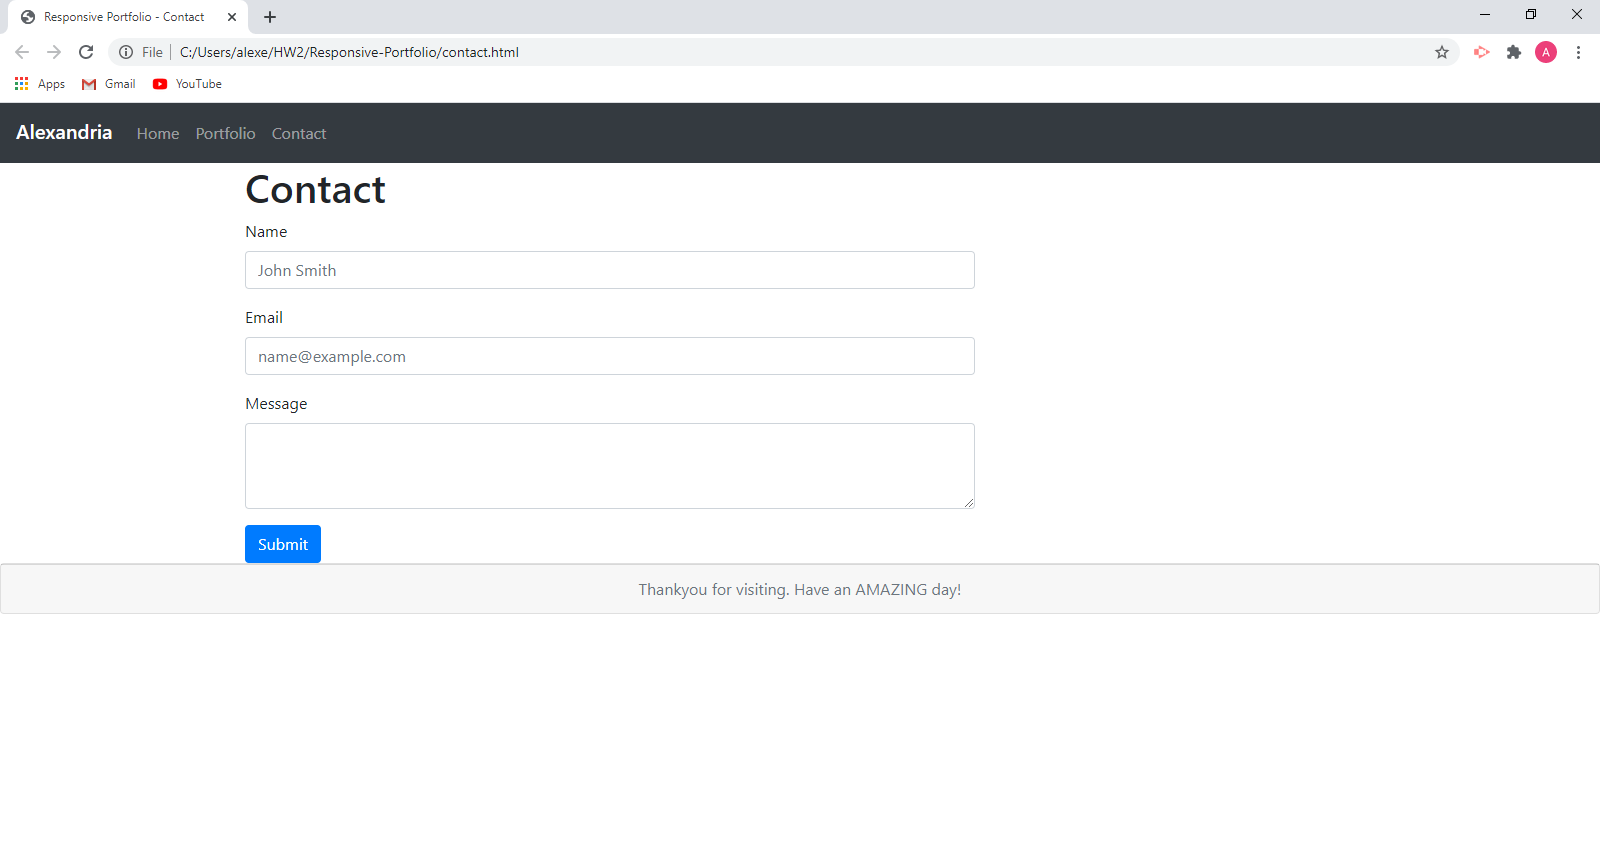 Responsive Portfolio - Contact
File C:/Users/alexe/HW2/Responsive-Portfolio/contact.html A
Apps Gmail YouTube
Alexandria Home Portfolio Contact
Contact
Name
John Smith
Email
name@example.com
Message
Submit
Thankyou for visiting. Have an AMAZING day!